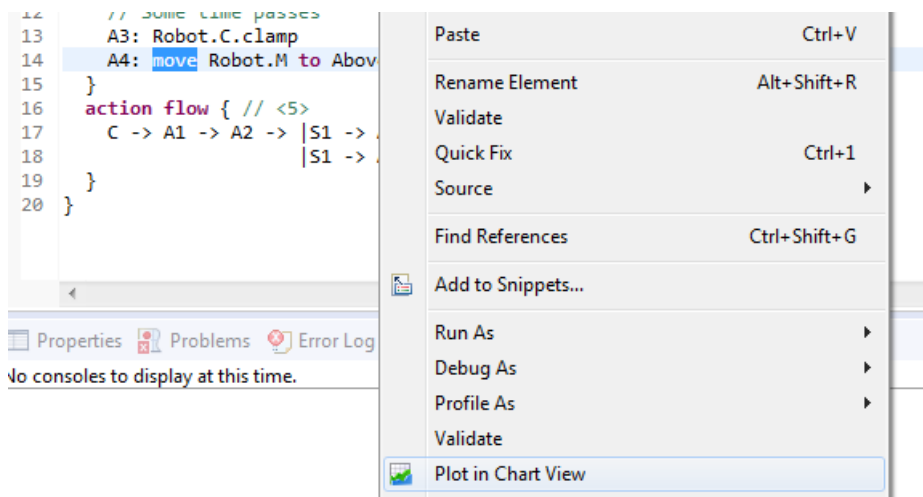 12 // Some time passes
13 A3: Robot.C.clamp
14 A4: move Robot.M to Abov
15 }
16 action flow { // <5>
17 C -> A1 -> A2 -> |S1 ->
18 |S1 ->
19 }
20 }
Paste Ctrl+V
Rename Element Alt+Shift+R
Validate
Quick Fix Ctrl+1
Source
Find References Ctrl+Shift+G
Add to Snippets...
Run As
Debug As
Profile As
Validate
Plot in Chart View
Properties Problems Error Log
No consoles to display at this time.